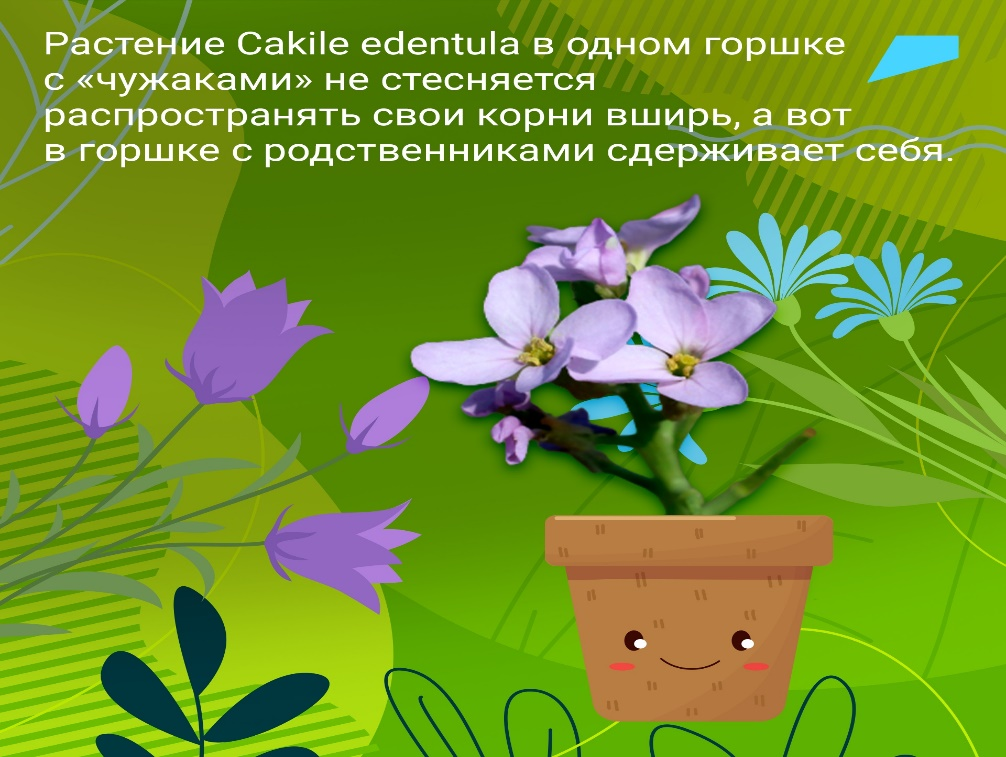 Растение Cakile edentula в одном горшке
с «чужаками» не стесняется
распространять свои корни вширь, а вот
в горшке с родственниками сдерживает себя.